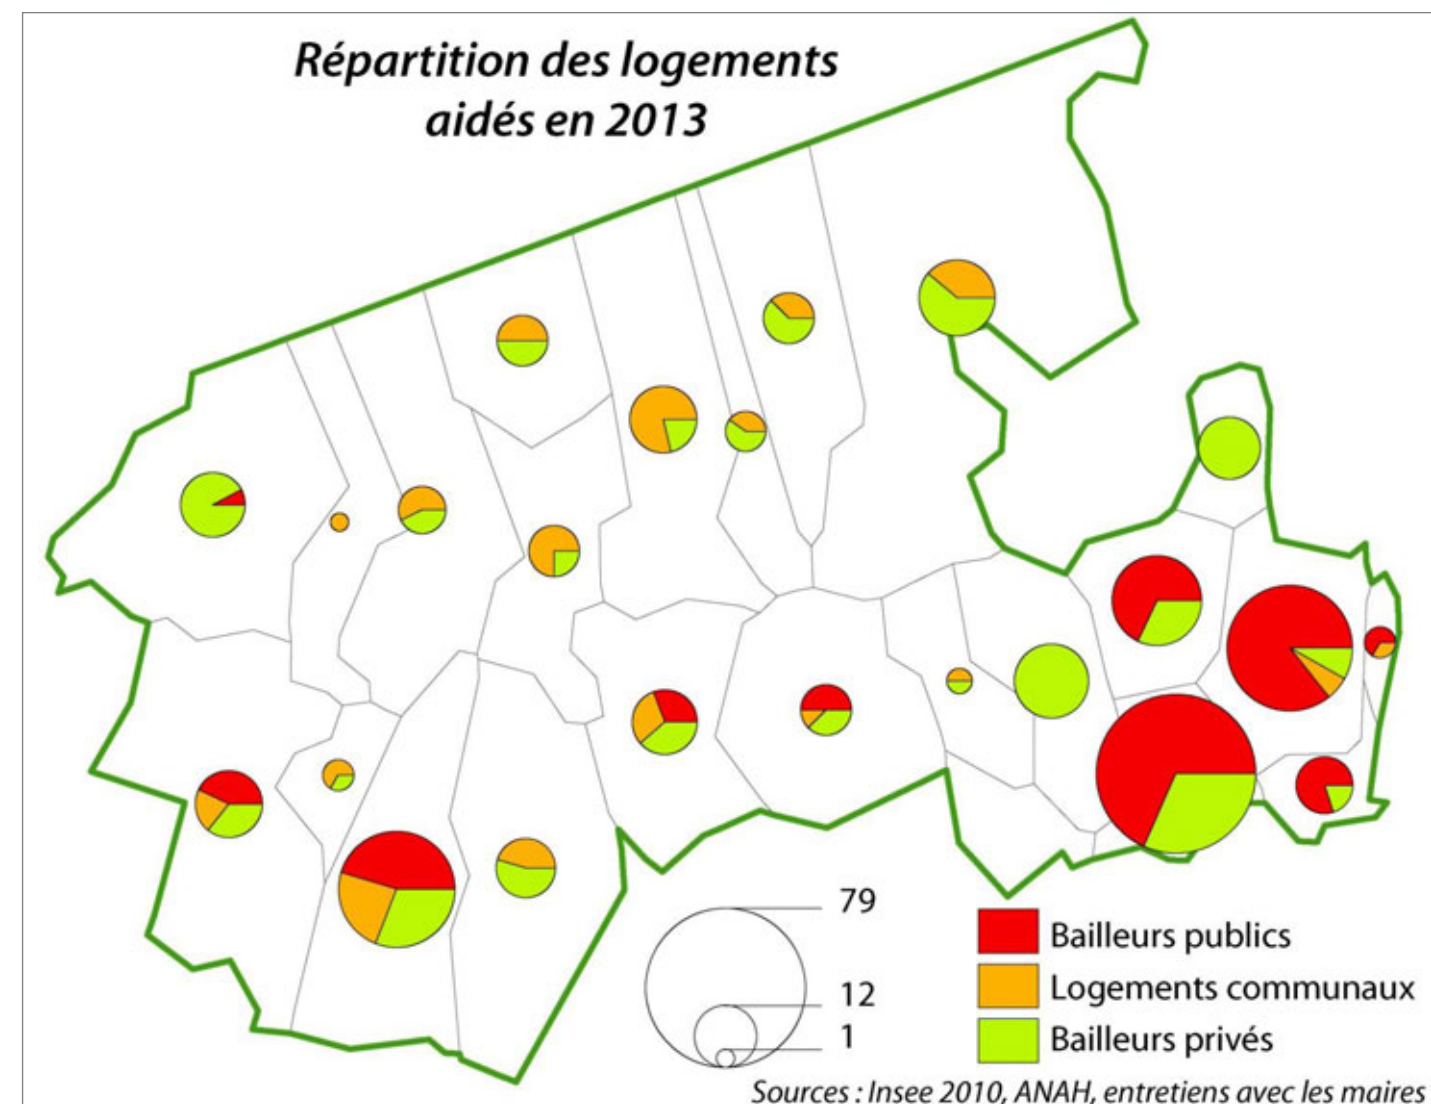 Répartition des logements
aidés en 2013
79
12
1
Bailleurs publics
Logements communaux
Bailleurs privés
Sources : Insee 2010, ANAH, entretiens avec les maires